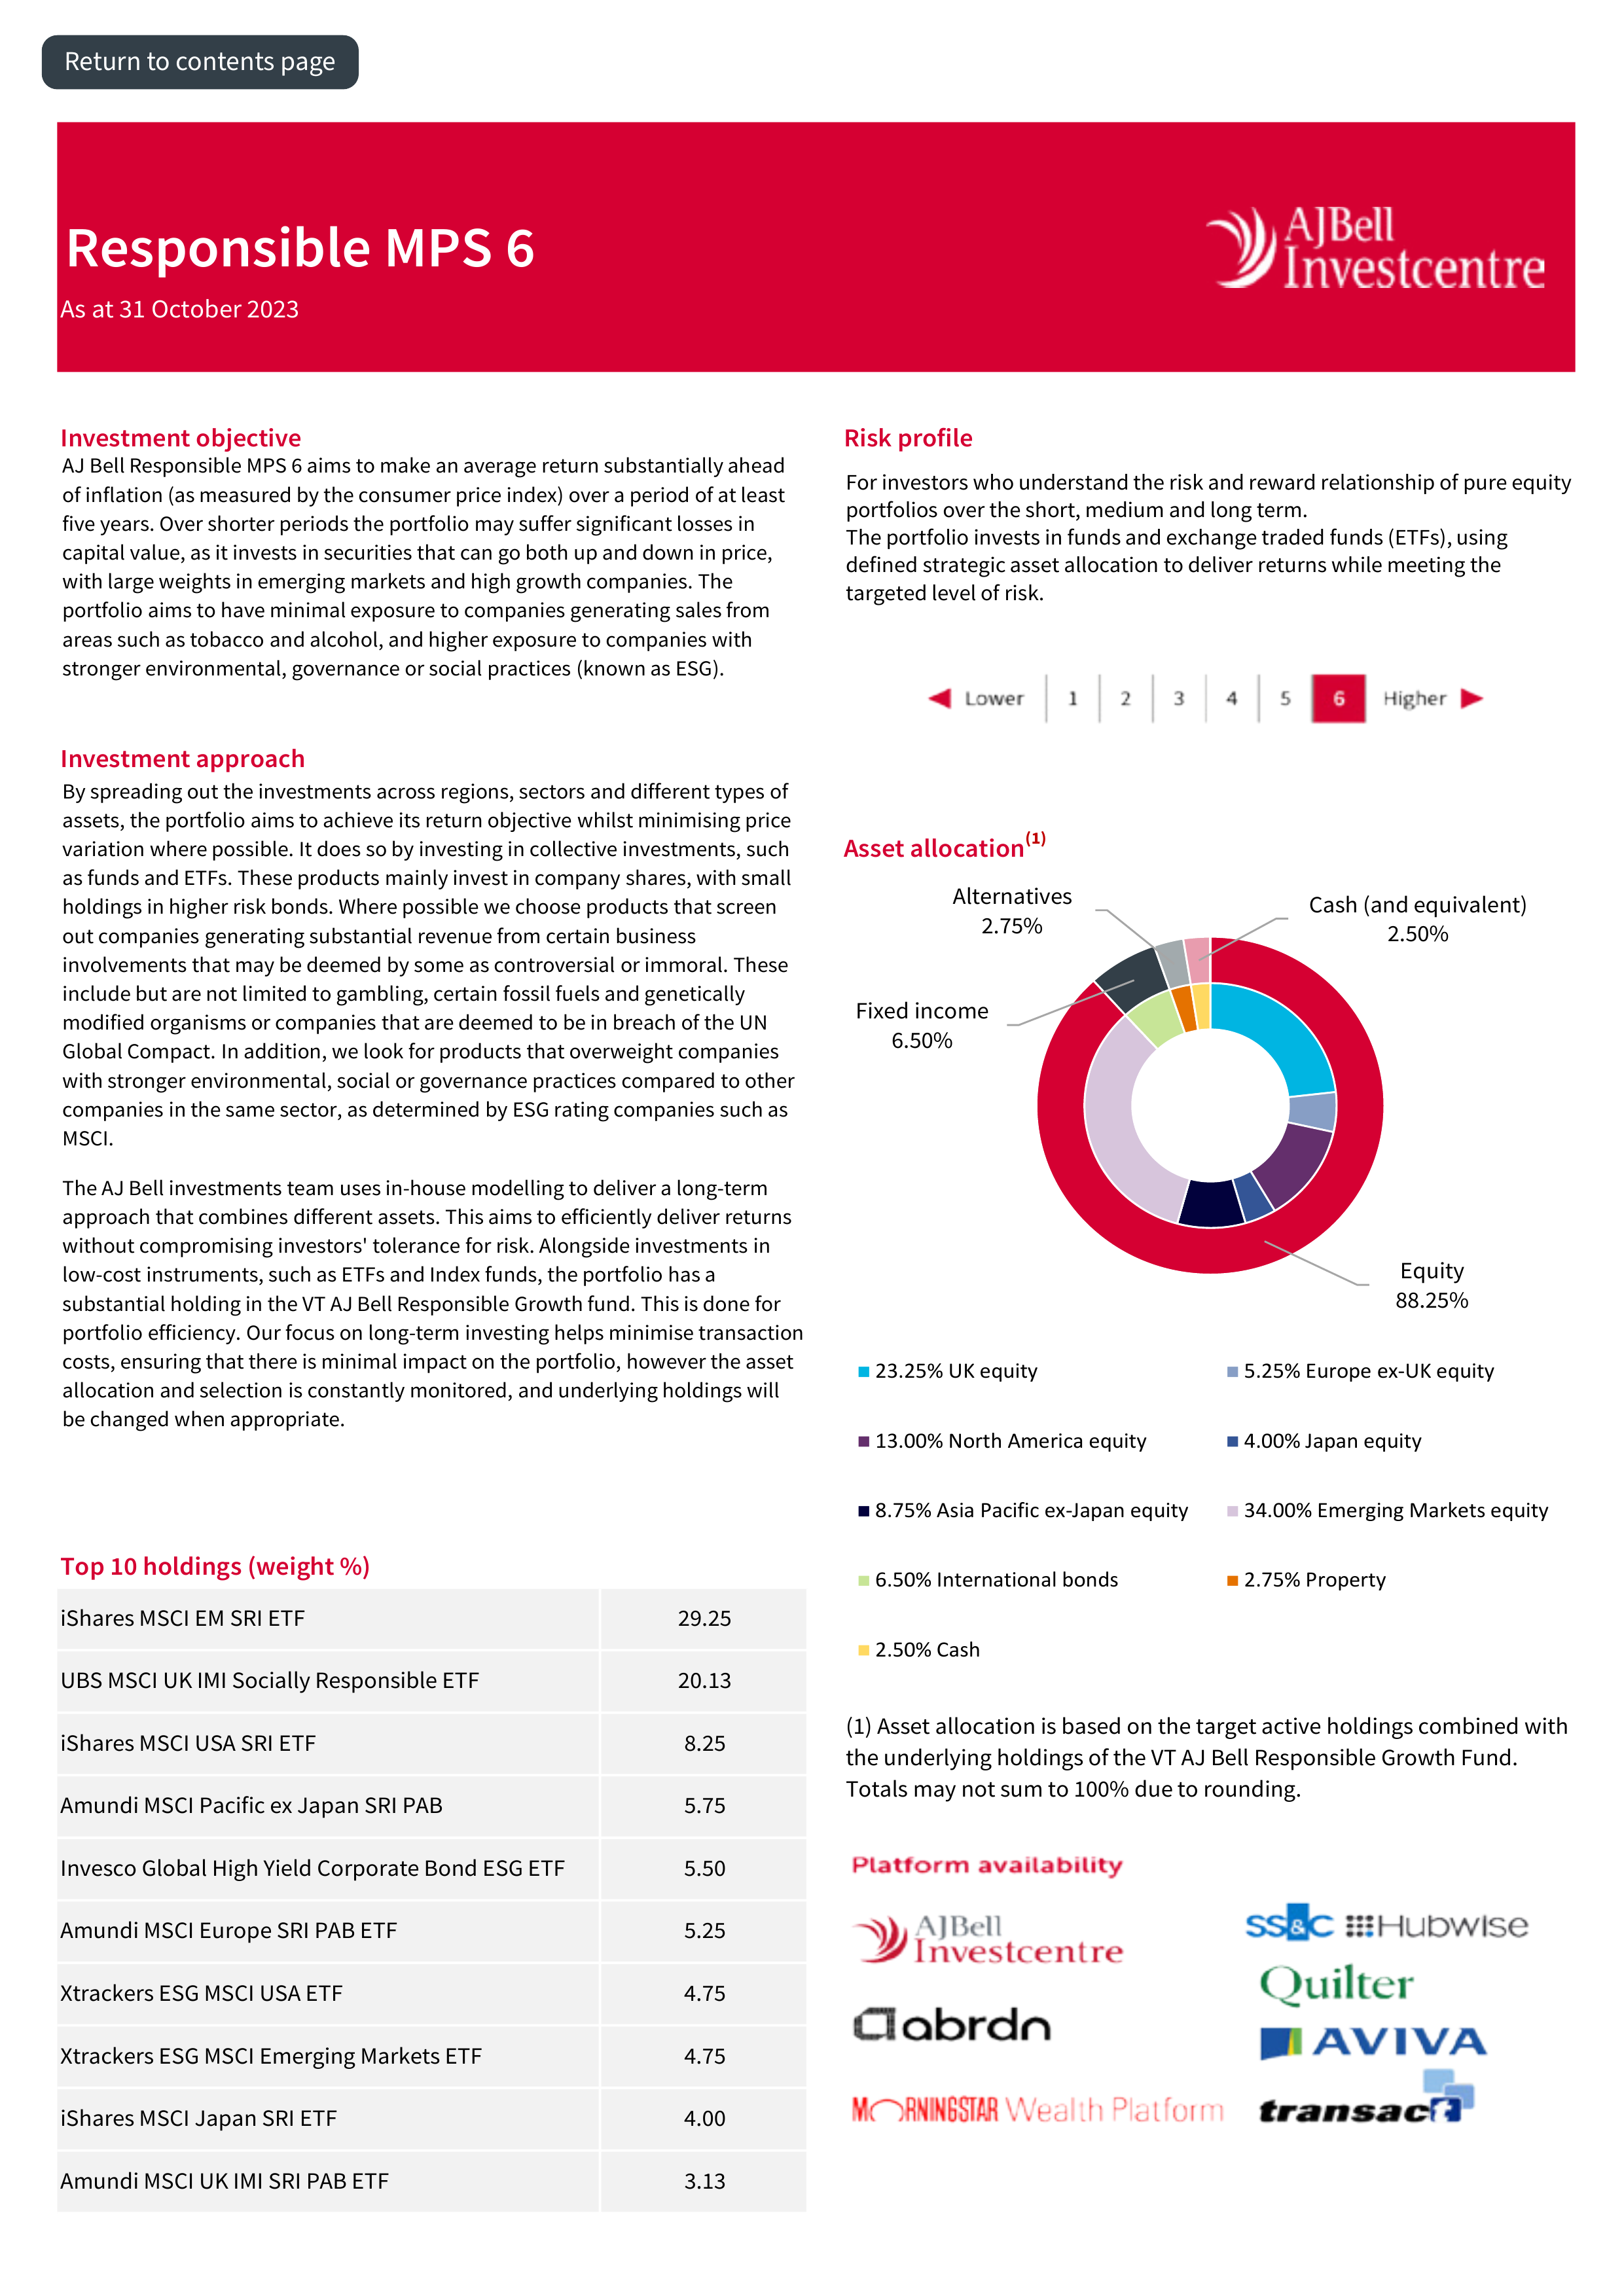 Return to contents page
Responsible MPS 6
As at 31 October 2023
AJBell
Investcentre
Investment objective
AJ Bell Responsible MPS 6 aims to make an average return substantially ahead
of inflation (as measured by the consumer price index) over a period of at least
five years. Over shorter periods the portfolio may suffer significant losses in
capital value, as it invests in securities that can go both up and down in price,
with large weights in emerging markets and high growth companies. The
portfolio aims to have minimal exposure to companies generating sales from
areas such as tobacco and alcohol, and higher exposure to companies with
stronger environmental, governance or social practices (known as ESG).
Investment approach
By spreading out the investments across regions, sectors and different types of
assets, the portfolio aims to achieve its return objective whilst minimising price
variation where possible. It does so by investing in collective investments, such
as funds and ETFs. These products mainly invest in company shares, with small
holdings in higher risk bonds. Where possible we choose products that screen
out companies generating substantial revenue from certain business
involvements that may be deemed by some as controversial or immoral. These
include but are not limited to gambling, certain fossil fuels and genetically
modified organisms or companies that are deemed to be in breach of the UN
Global Compact. In addition, we look for products that overweight companies
with stronger environmental, social or governance practices compared to other
companies in the same sector, as determined by ESG rating companies such as
MSCI.
The AJ Bell investments team uses in-house modelling to deliver a long-term
approach that combines different assets. This aims to efficiently deliver returns
without compromising investors' tolerance for risk. Alongside investments in
low-cost instruments, such as ETFs and Index funds, the portfolio has a
substantial holding in the VT AJ Bell Responsible Growth fund. This is done for
portfolio efficiency. Our focus on long-term investing helps minimise transaction
costs, ensuring that there is minimal impact on the portfolio, however the asset
allocation and selection is constantly monitored, and underlying holdings will
be changed when appropriate.
Top 10 holdings (weight %)
iShares MSCI EM SRI ETF 29.25
UBS MSCI UK IMI Socially Responsible ETF 20.13
iShares MSCI USA SRI ETF 8.25
Amundi MSCI Pacific ex Japan SRI PAB 5.75
Invesco Global High Yield Corporate Bond ESG ETF 5.50
Amundi MSCI Europe SRI PAB ETF 5.25
Xtrackers ESG MSCI USA ETF 4.75
Xtrackers ESG MSCI Emerging Markets ETF 4.75
iShares MSCI Japan SRI ETF 4.00
Amundi MSCI UK IMI SRI PAB ETF 3.13
Risk profile
For investors who understand the risk and reward relationship of pure equity
portfolios over the short, medium and long term.
The portfolio invests in funds and exchange traded funds (ETFs), using
defined strategic asset allocation to deliver returns while meeting the
targeted level of risk.
Lower 1 2 3 4 5 6 Higher
Asset allocation(1)
Alternatives
2.75%
Cash (and equivalent)
2.50%
Fixed income
6.50%
Equity
88.25%
23.25% UK equity 5.25% Europe ex-UK equity
13.00% North America equity 4.00% Japan equity
8.75% Asia Pacific ex-Japan equity 34.00% Emerging Markets equity
6.50% International bonds 2.75% Property
2.50% Cash
(1) Asset allocation is based on the target active holdings combined with
the underlying holdings of the VT AJ Bell Responsible Growth Fund.
Totals may not sum to 100% due to rounding.
Platform availability
AJBell
Investcentre
SS&C Hubwise
Quilter
abrdn
AVIVA
MORNINGSTAR Wealth Platform
transact